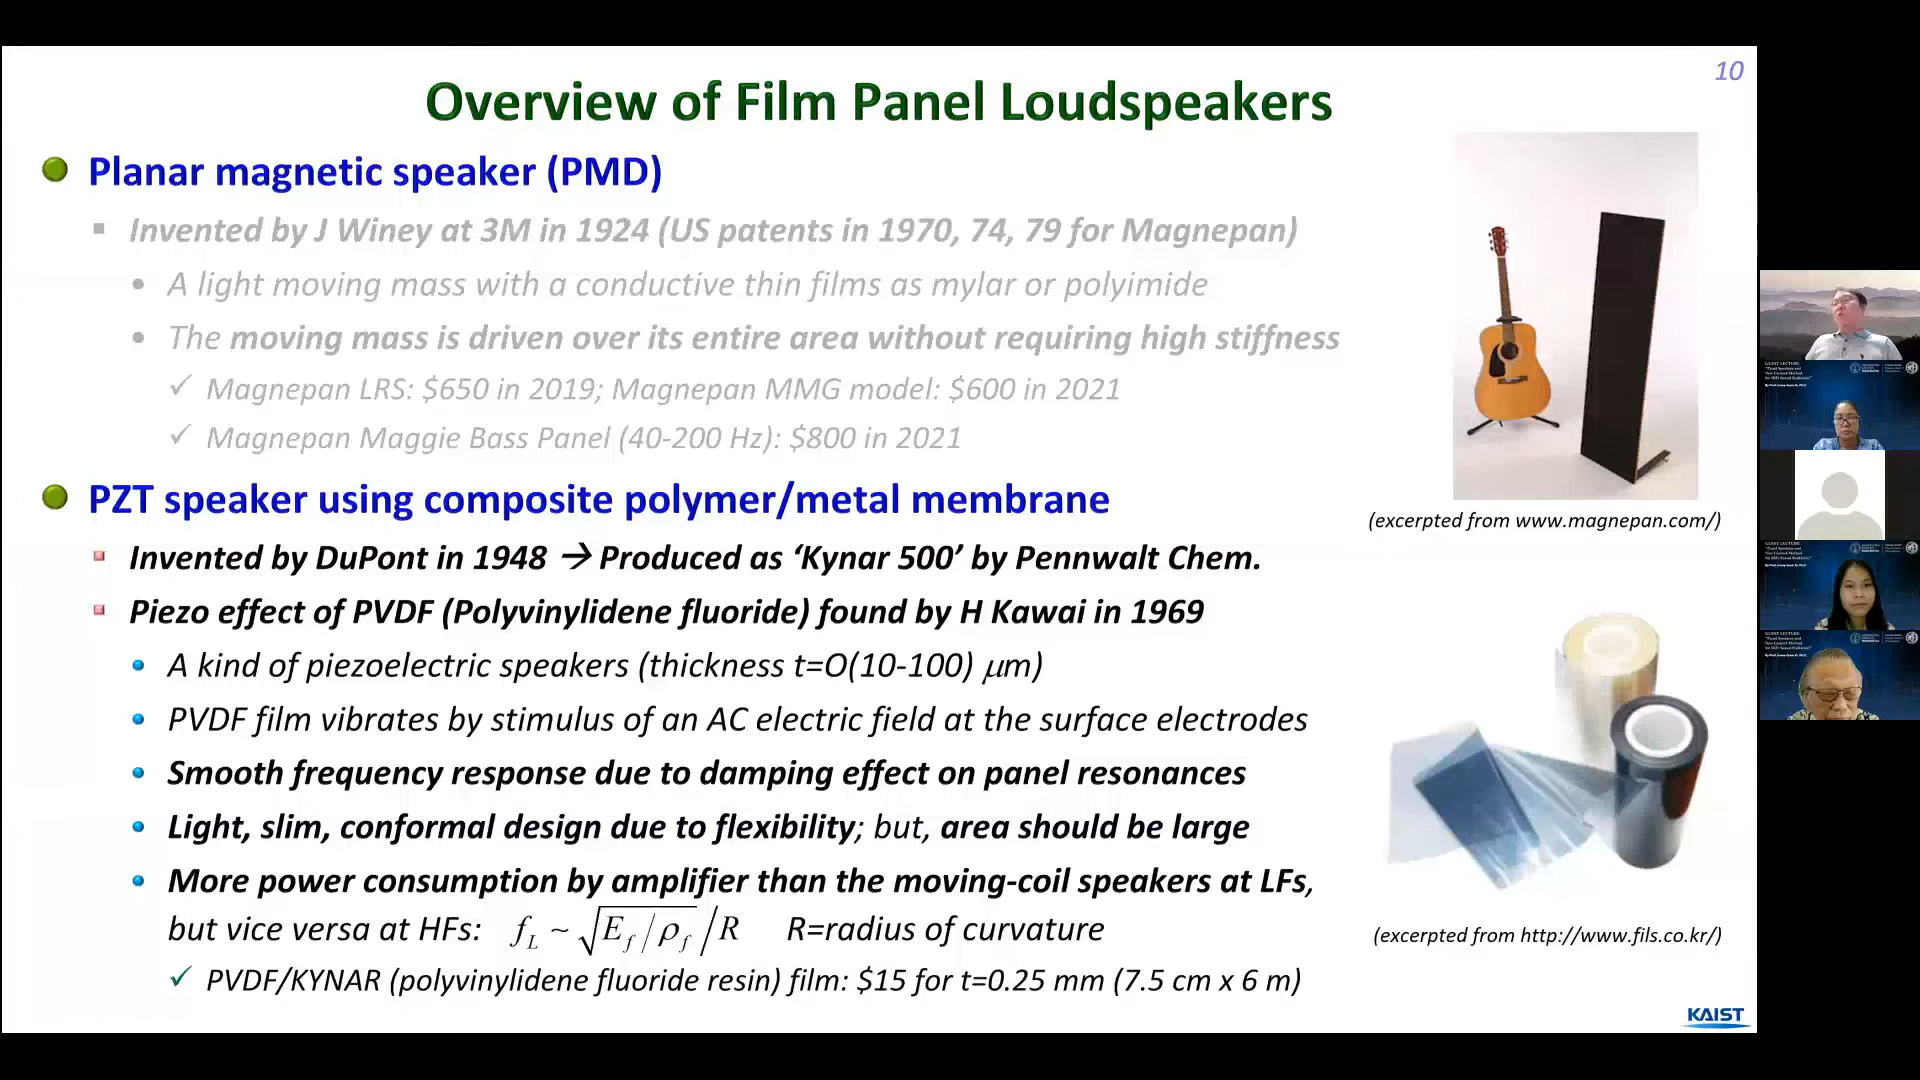 10
Overview of Film Panel Loudspeakers
Planar magnetic speaker (PMD)
Invented by J Winey at 3M in 1924 (US patents in 1970, 74, 79 for Magnepan)
A light moving mass with a conductive thin films as mylar or polyimide
The moving mass is driven over its entire area without requiring high stiffness
✓ Magnepan LRS: $650 in 2019; Magnepan MMG model: $600 in 2021
✓ Magnepan Maggie Bass Panel (40-200 Hz): $800 in 2021
(excerpted from www.magnepan.com/)
PZT speaker using composite polymer/metal membrane
Invented by DuPont in 1948 → Produced as ‘Kynar 500’ by Pennwalt Chem.
Piezo effect of PVDF (Polyvinylidene fluoride) found by H Kawai in 1969
A kind of piezoelectric speakers (thickness t=O(10-100) μm)
PVDF film vibrates by stimulus of an AC electric field at the surface electrodes
Smooth frequency response due to damping effect on panel resonances
Light, slim, conformal design due to flexibility; but, area should be large
More power consumption by amplifier than the moving-coil speakers at LFs,
but vice versa at HFs: f_L ~ √(E_f/ρ_f)/R R=radius of curvature
✓ PVDF/KYNAR (polyvinylidene fluoride resin) film: $15 for t=0.25 mm (7.5 cm x 6 m)
(excerpted from http://www.fils.co.kr/)
KAIST